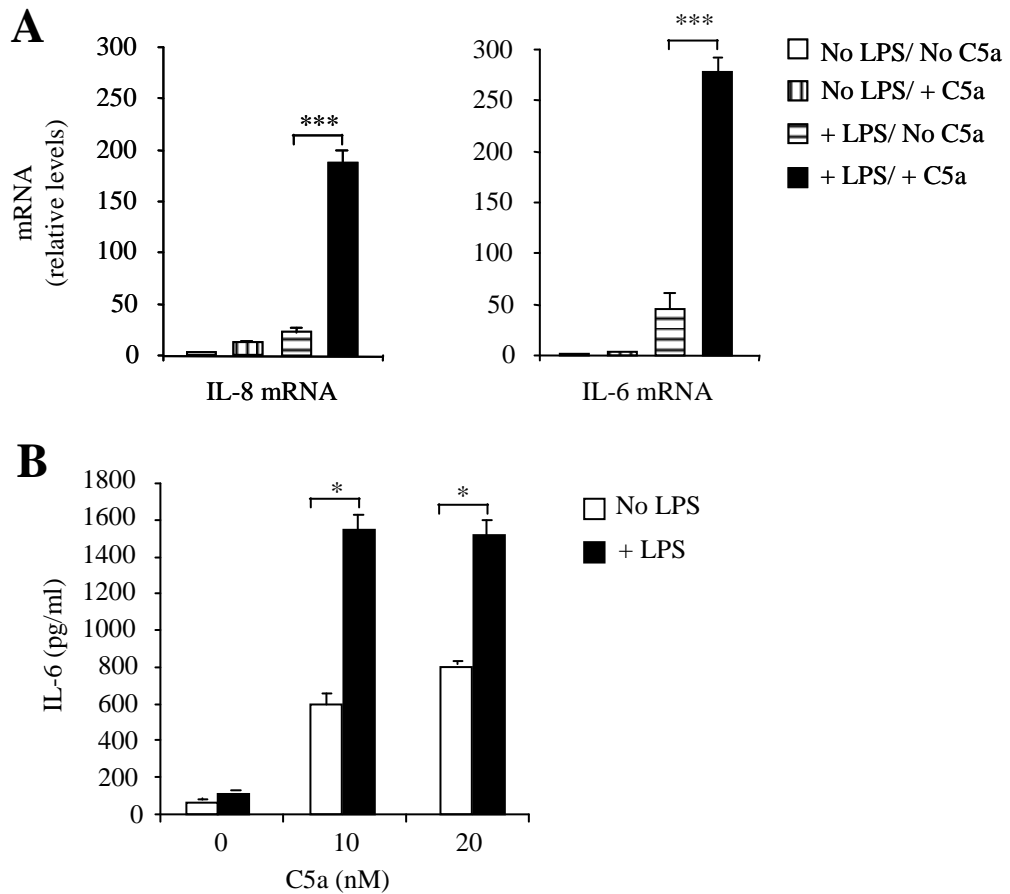 A
300
250
200
150
100
50
0
mRNA
(relative levels)
***
IL-8 mRNA
300
250
200
150
100
50
0
***
IL-6 mRNA
No LPS/ No C5a
No LPS/ + C5a
+ LPS/ No C5a
+ LPS/ + C5a
B
1800
1600
1400
1200
1000
800
600
400
200
0
IL-6 (pg/ml)
*
*
0
10
20
C5a (nM)
No LPS
+ LPS